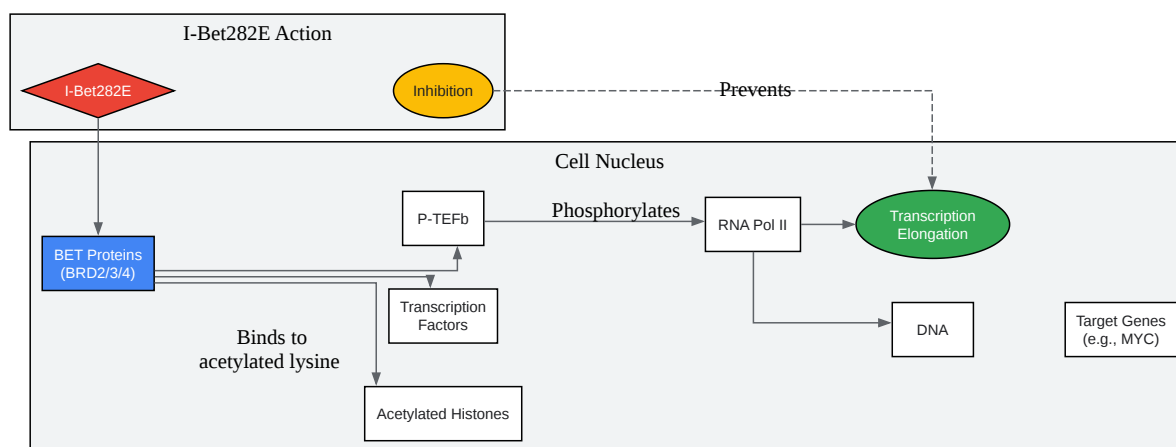 I-Bet282E Action
I-Bet282E
Inhibition
Prevents
Cell Nucleus
P-TEFb
Phosphorylates
RNA Pol II
Transcription
Elongation
BET Proteins
(BRD2/3/4)
Transcription
Factors
DNA
Target Genes
(e.g., MYC)
Binds to
acetylated lysine
Acetylated Histones